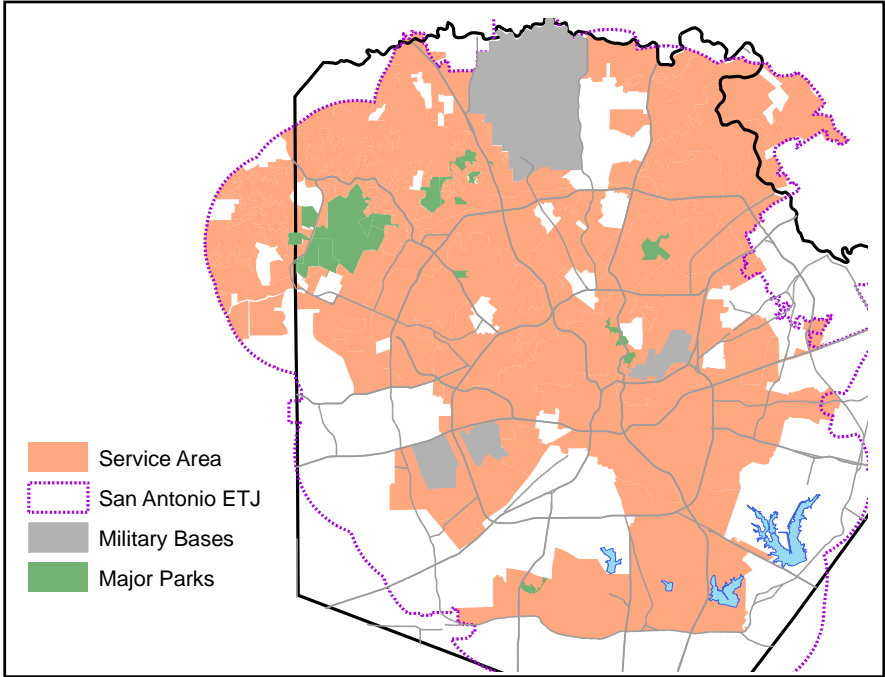 Service Area
San Antonio ETJ
Military Bases
Major Parks